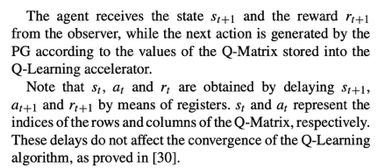 The agent receives the state s_{t+1} and the reward r_{t+1}
from the observer, while the next action is generated by the
PG according to the values of the Q-Matrix stored into the
Q-Learning accelerator.
Note that s_t, a_t and r_t are obtained by delaying s_{t+1},
a_{t+1} and r_{t+1} by means of registers. s_t and a_t represent the
indices of the rows and columns of the Q-Matrix, respectively.
These delays do not affect the convergence of the Q-Learning
algorithm, as proved in [30].